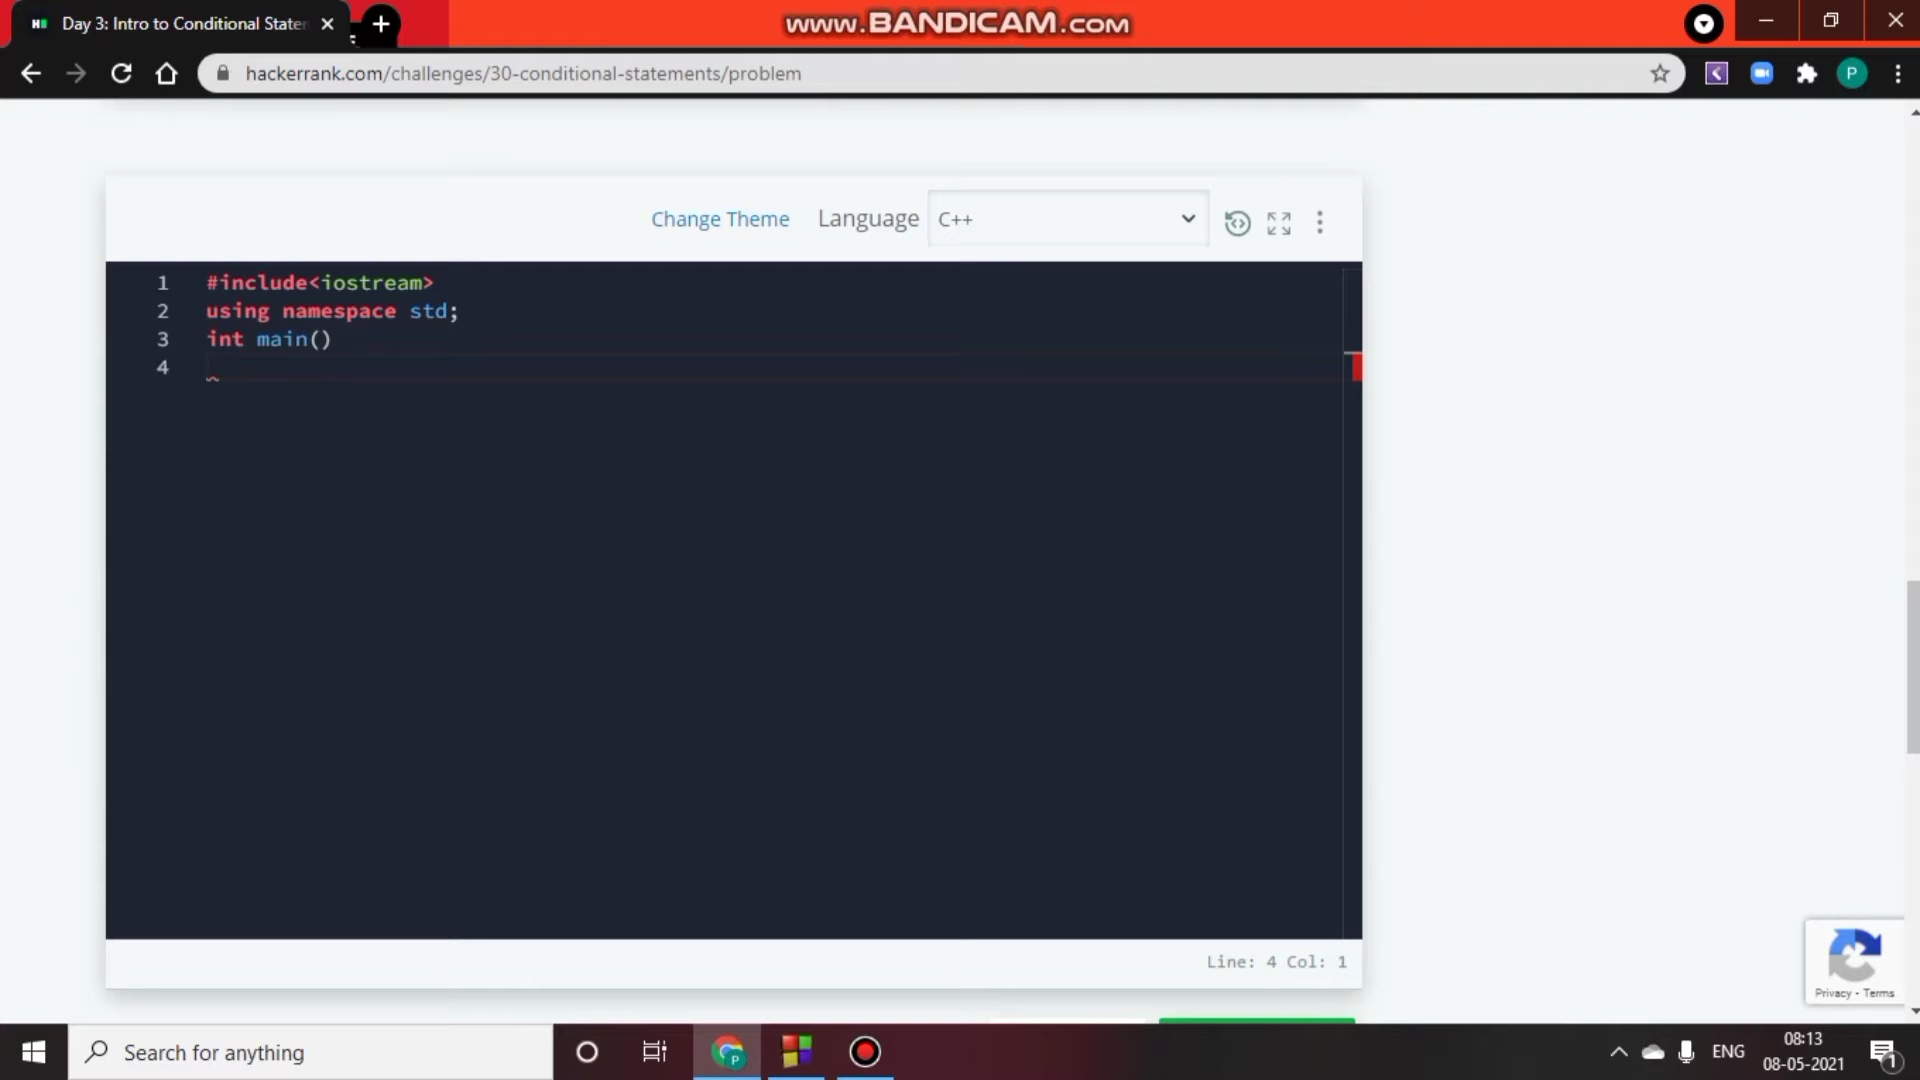 Day 3: Intro to Conditional Stater
www.BANDICAM.com
hackerrank.com/challenges/30-conditional-statements/problem
P
Change Theme Language C++
1 #include<iostream>
2 using namespace std;
3 int main()
4
Line: 4 Col: 1
Privacy - Terms
Search for anything
P
ENG
08:13
08-05-2021
1